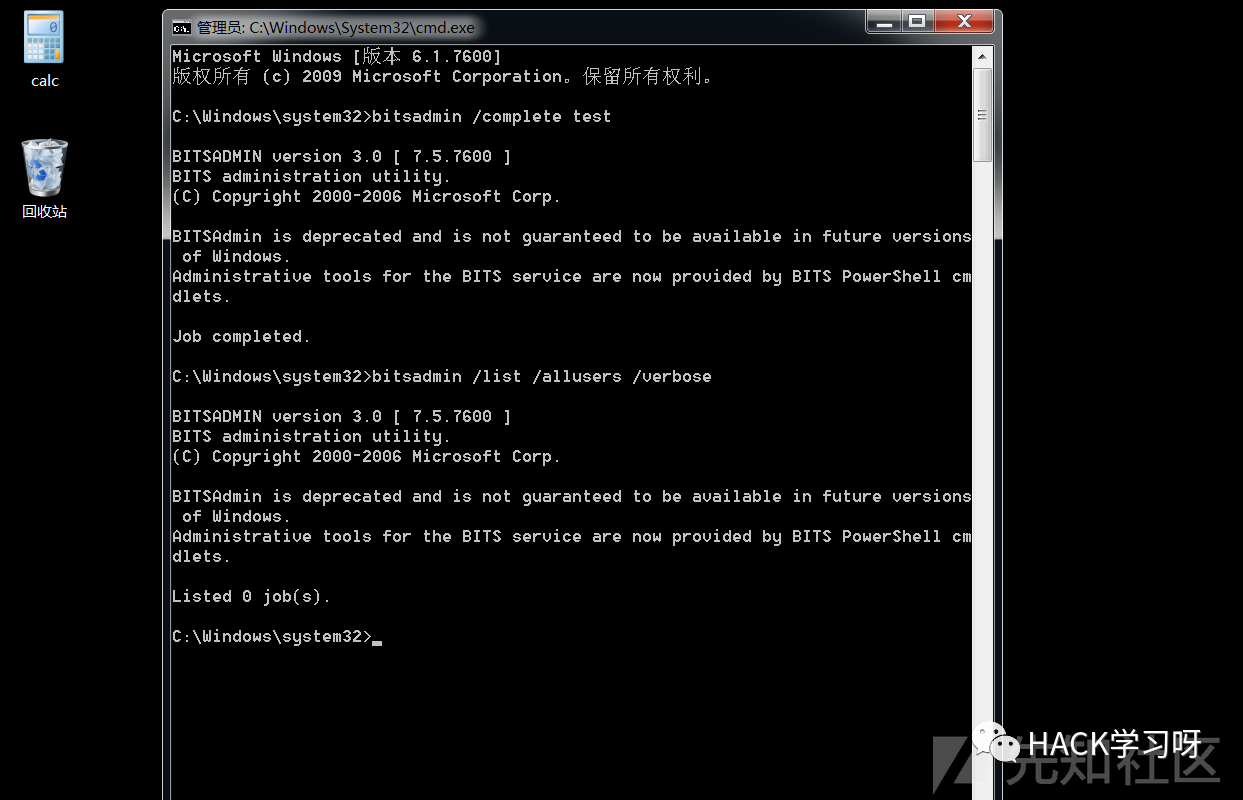 calc
回收站
管理员: C:\Windows\System32\cmd.exe
Microsoft Windows [版本 6.1.7600]
版权所有 (c) 2009 Microsoft Corporation。保留所有权利。
C:\Windows\system32>bitsadmin /complete test
BITSADMIN version 3.0 [ 7.5.7600 ]
BITS administration utility.
(C) Copyright 2000-2006 Microsoft Corp.
BITSAdmin is deprecated and is not guaranteed to be available in future versions
of Windows.
Administrative tools for the BITS service are now provided by BITS PowerShell cm
dlets.
Job completed.
C:\Windows\system32>bitsadmin /list /allusers /verbose
BITSADMIN version 3.0 [ 7.5.7600 ]
BITS administration utility.
(C) Copyright 2000-2006 Microsoft Corp.
BITSAdmin is deprecated and is not guaranteed to be available in future versions
of Windows.
Administrative tools for the BITS service are now provided by BITS PowerShell cm
dlets.
Listed 0 job(s).
C:\Windows\system32>
HACK学习呀
先知社区